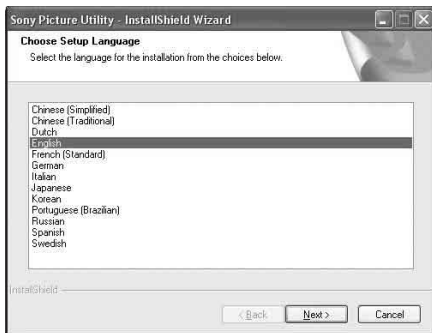 Sony Picture Utility - InstallShield Wizard
Choose Setup Language
Select the language for the installation from the choices below.
Chinese (Simplified)
Chinese (Traditional)
Dutch
English
French (Standard)
German
Italian
Japanese
Korean
Portuguese (Brazilian)
Russian
Spanish
Swedish
InstallShield
< Back Next > Cancel